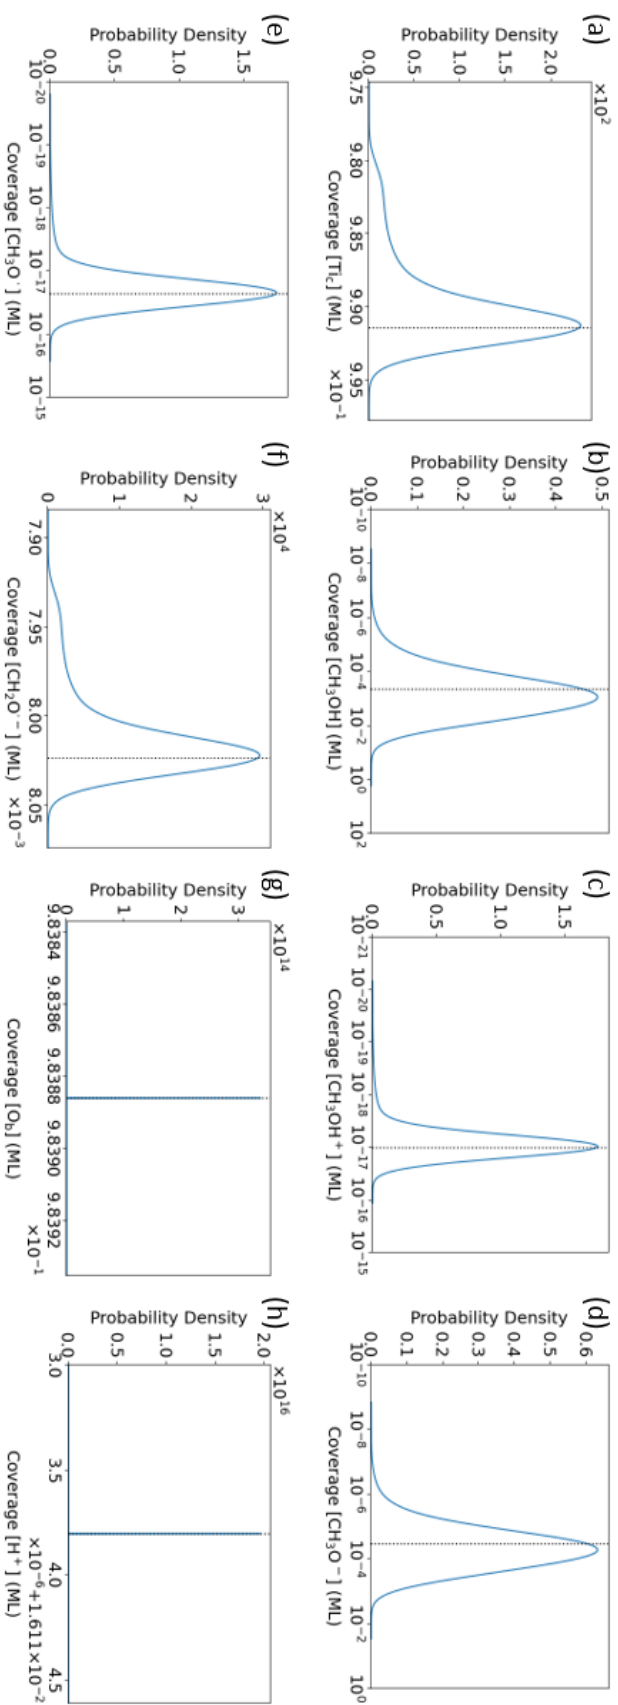 (a)
×10²
Probability Density
0.0 0.5 1.0 1.5 2.0
9.75 9.80 9.85 9.90 9.95
×10⁻¹
Coverage [Ti꜀] (ML)
(b)
Probability Density
0.0 0.1 0.2 0.3 0.4 0.5
10⁻¹⁰ 10⁻⁸ 10⁻⁶ 10⁻⁴ 10⁻² 10⁰ 10²
Coverage [CH₃OH] (ML)
(c)
Probability Density
0.0 0.5 1.0 1.5
10⁻²¹ 10⁻²⁰ 10⁻¹⁹ 10⁻¹⁸ 10⁻¹⁷ 10⁻¹⁶ 10⁻¹⁵
Coverage [CH₃OH⁺] (ML)
(d)
Probability Density
0.0 0.1 0.2 0.3 0.4 0.5 0.6
10⁻¹⁰ 10⁻⁸ 10⁻⁶ 10⁻⁴ 10⁻² 10⁰
Coverage [CH₃O⁻] (ML)
(e)
Probability Density
0.0 0.5 1.0 1.5
10⁻²⁰ 10⁻¹⁹ 10⁻¹⁸ 10⁻¹⁷ 10⁻¹⁶ 10⁻¹⁵
Coverage [CH₃O˙] (ML)
(f)
×10⁴
Probability Density
0 1 2 3
7.90 7.95 8.00 8.05
×10⁻³
Coverage [CH₂O˙⁻] (ML)
(g)
×10¹⁴
Probability Density
0 1 2 3
9.8384 9.8386 9.8388 9.8390 9.8392
×10⁻¹
Coverage [O_b] (ML)
(h)
×10¹⁶
Probability Density
0.0 0.5 1.0 1.5 2.0
3.0 3.5 4.0 4.5
×10⁻⁶+1.611×10⁻²
Coverage [H⁺] (ML)